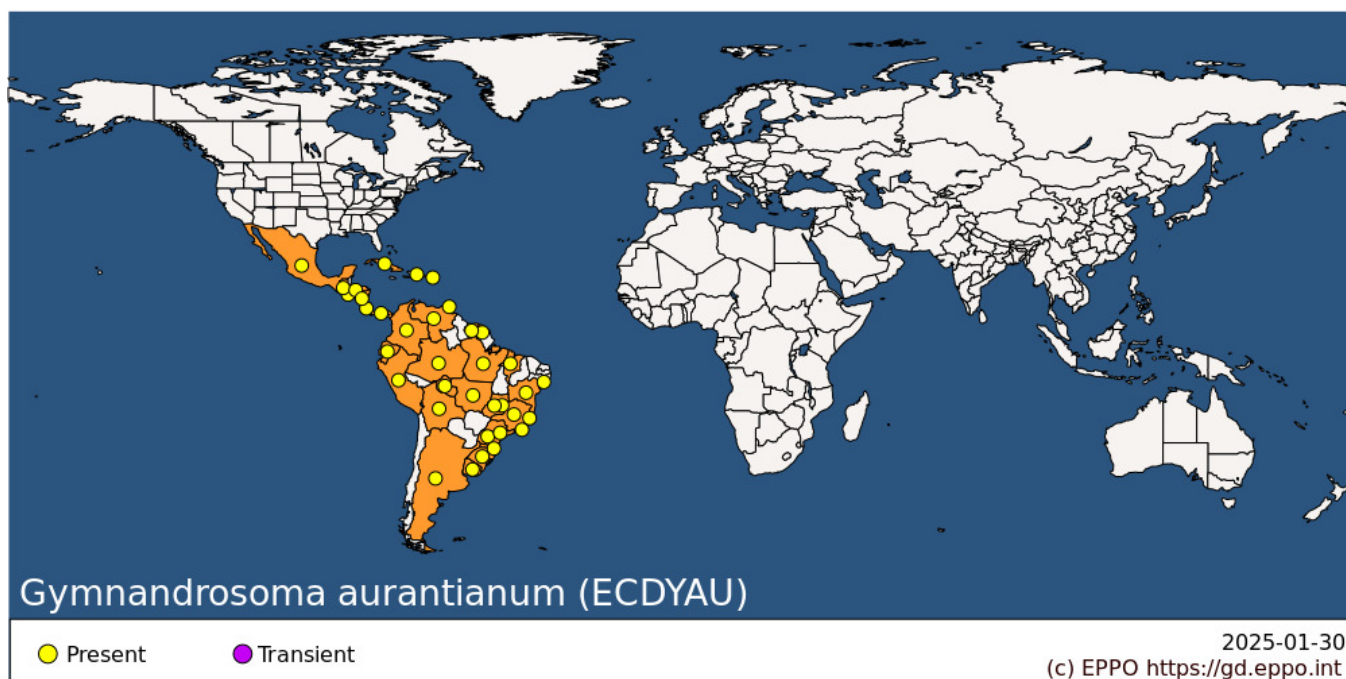 Gymnandrosoma aurantianum (ECDYAU)
Present
Transient
2025-01-30
(c) EPPO https://gd.eppo.int